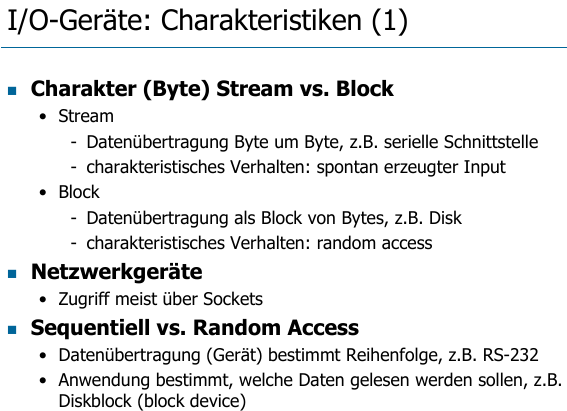 I/O-Geräte: Charakteristiken (1)
■ Charakter (Byte) Stream vs. Block
• Stream
- Datenübertragung Byte um Byte, z.B. serielle Schnittstelle
- charakteristisches Verhalten: spontan erzeugter Input
• Block
- Datenübertragung als Block von Bytes, z.B. Disk
- charakteristisches Verhalten: random access
■ Netzwerkgeräte
• Zugriff meist über Sockets
■ Sequentiell vs. Random Access
• Datenübertragung (Gerät) bestimmt Reihenfolge, z.B. RS-232
• Anwendung bestimmt, welche Daten gelesen werden sollen, z.B.
Diskblock (block device)